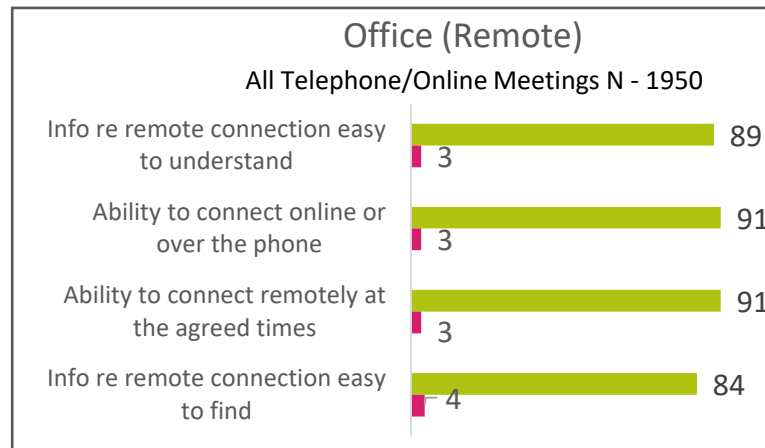 Office (Remote)
All Telephone/Online Meetings N - 1950
Info re remote connection easy
to understand
89
3
Ability to connect online or
over the phone
91
3
Ability to connect remotely at
the agreed times
91
3
Info re remote connection easy
to find
84
4